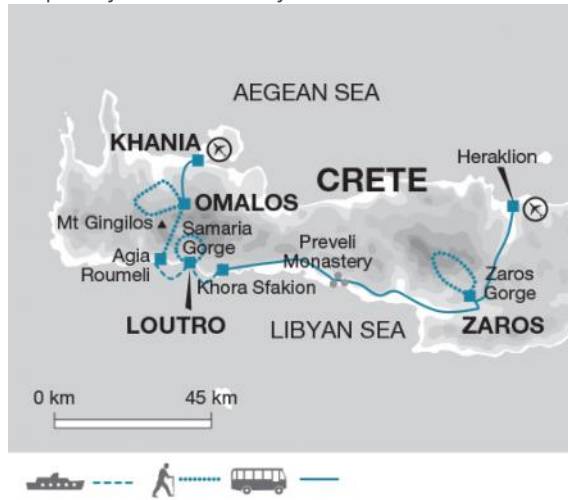 AEGEAN SEA
KHANIA
Heraklion
CRETE
OMALOS
Mt Gingilos
Samaria
Gorge
Preveli
Monastery
Agia
Roumeli
Zaros
Gorge
Khora Sfakion
LOUTRO
LIBYAN SEA
ZAROS
0 km
45 km